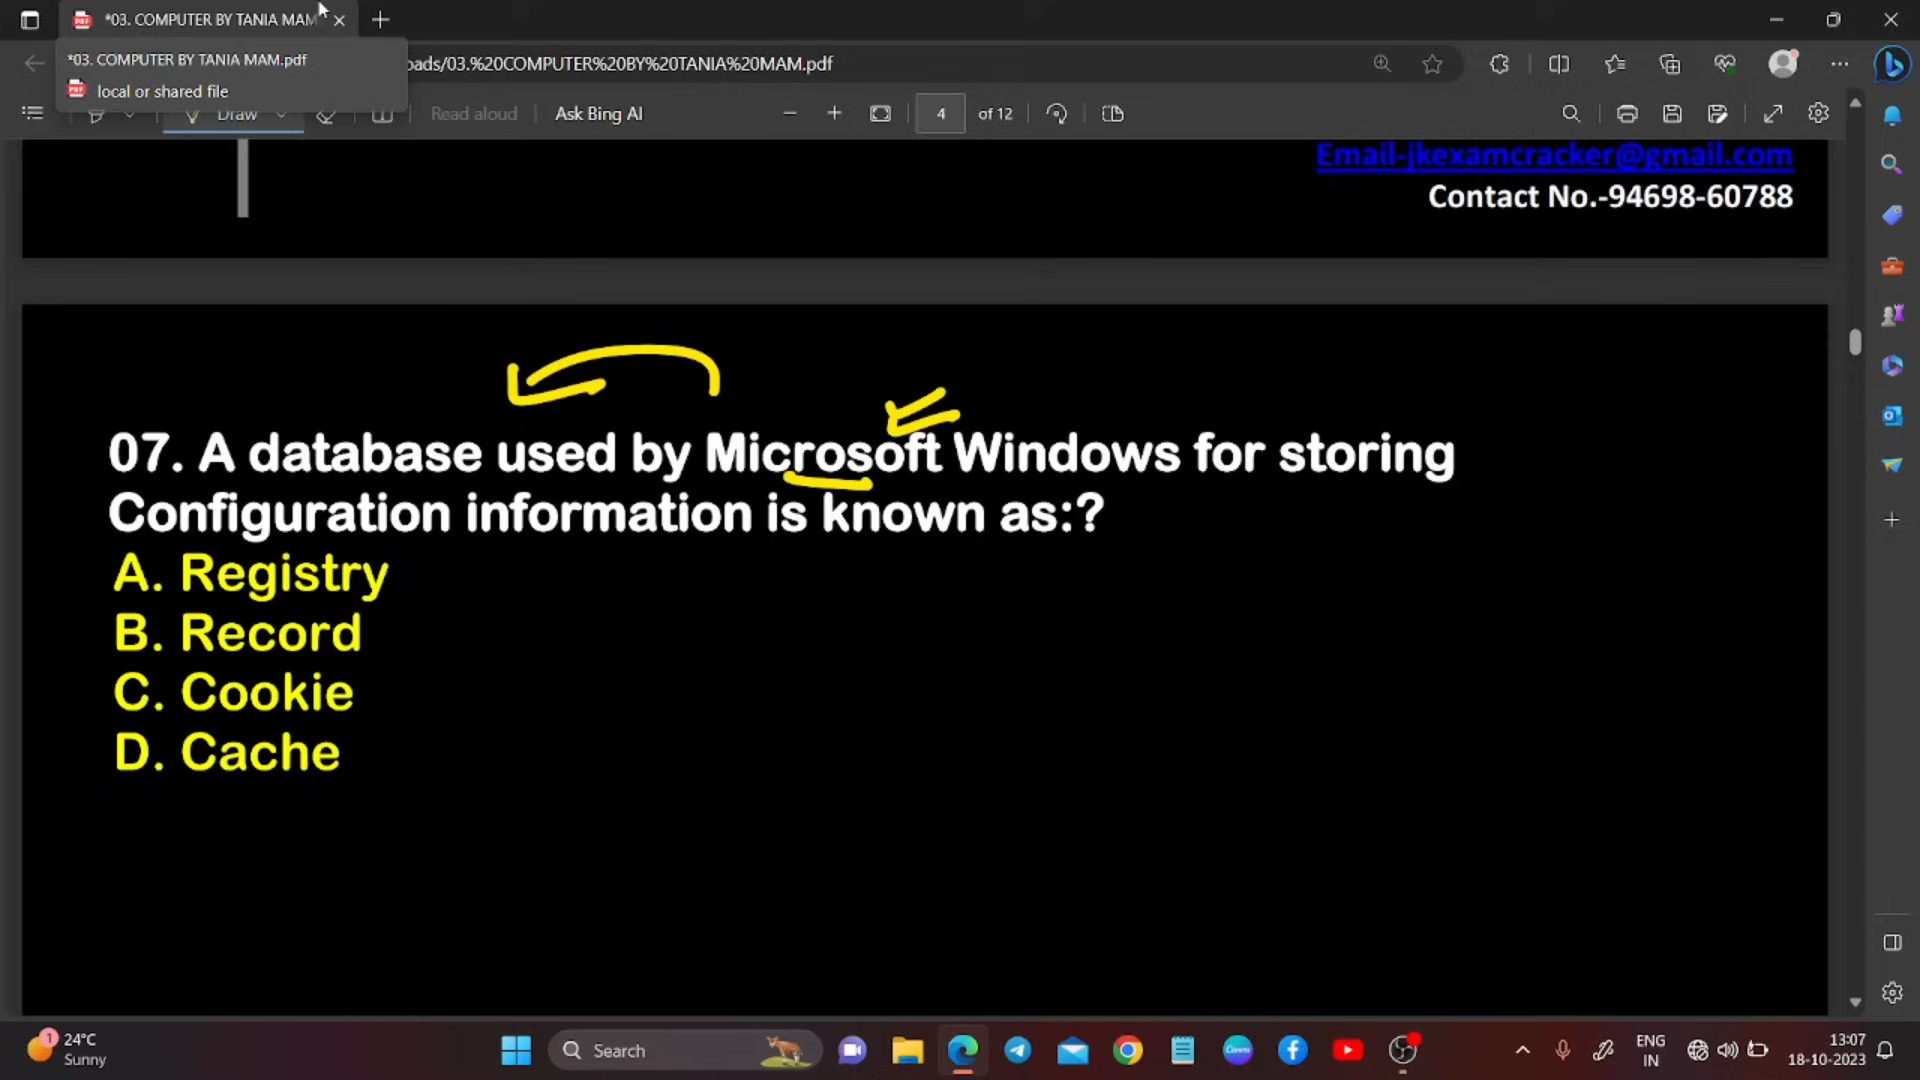 *03. COMPUTER BY TANIA MAM
*03. COMPUTER BY TANIA MAM.pdf
local or shared file
oads/03.%20COMPUTER%20BY%20TANIA%20MAM.pdf
Draw
Read aloud
Ask Bing AI
4
of 12
Email-jkexamcracker@gmail.com
Contact No.-94698-60788
07. A database used by Microsoft Windows for storing
Configuration information is known as:?
A. Registry
B. Record
C. Cookie
D. Cache
1
24°C
Sunny
Search
Canva
ENG
IN
13:07
18-10-2023